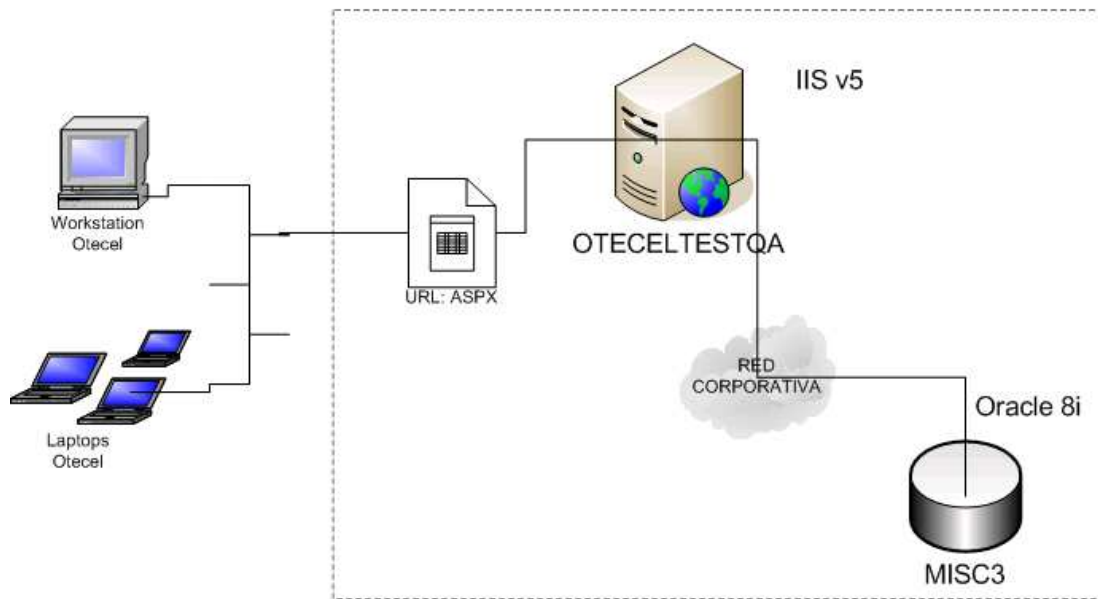 IIS v5
Workstation
Otecel
OTECELTESTQA
URL: ASPX
RED
CORPORATIVA
Oracle 8i
Laptops
Otecel
MISC3